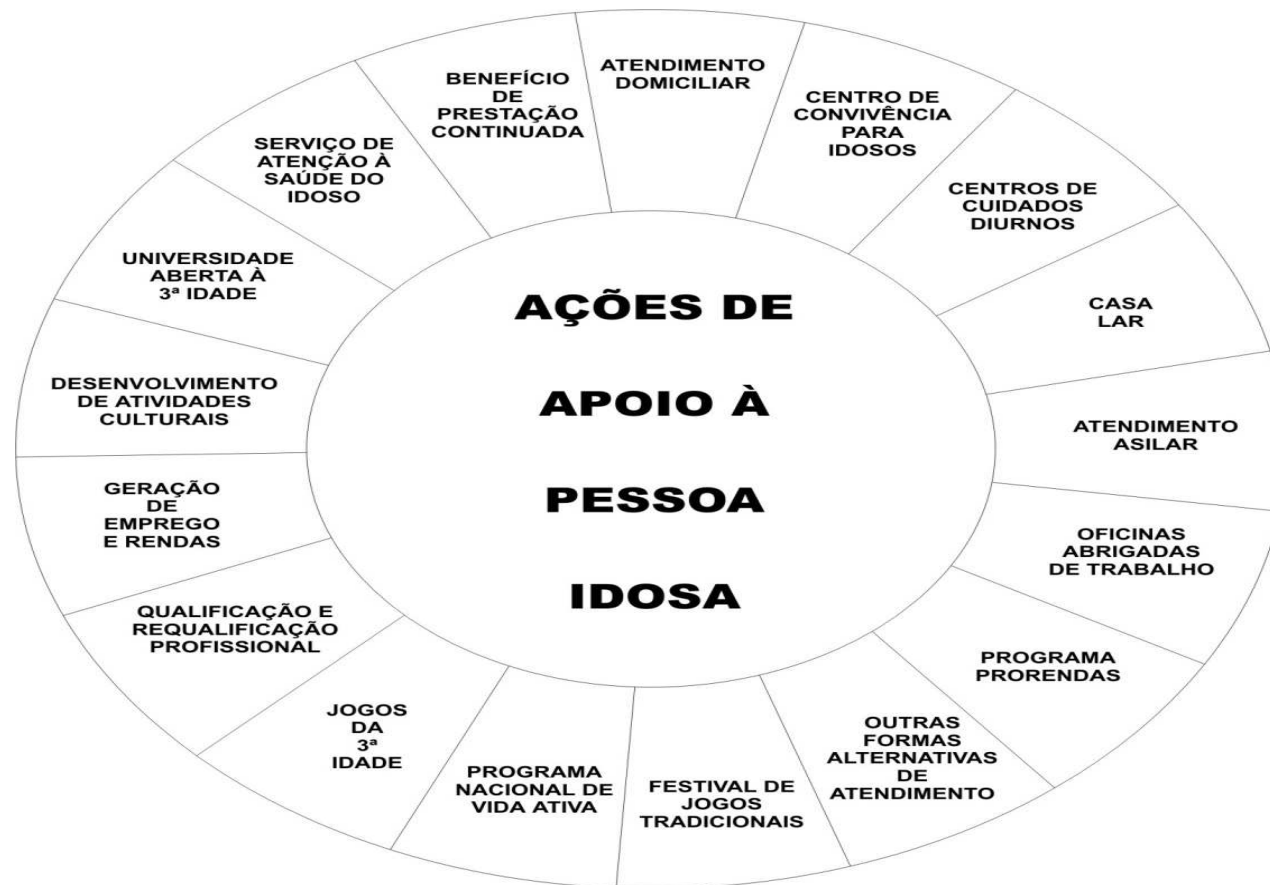 AÇÕES DE
APOIO À
PESSOA
IDOSA
ATENDIMENTO
DOMICILIAR
CENTRO DE
CONVIVÊNCIA
PARA
IDOSOS
CENTROS DE
CUIDADOS
DIURNOS
CASA
LAR
ATENDIMENTO
ASILAR
OFICINAS
ABRIGADAS
DE TRABALHO
PROGRAMA
PRORENDAS
OUTRAS
FORMAS
ALTERNATIVAS
DE
ATENDIMENTO
FESTIVAL DE
JOGOS
TRADICIONAIS
PROGRAMA
NACIONAL DE
VIDA ATIVA
JOGOS
DA
3ª
IDADE
QUALIFICAÇÃO E
REQUALIFICAÇÃO
PROFISSIONAL
GERAÇÃO
DE
EMPREGO
E RENDAS
DESENVOLVIMENTO
DE ATIVIDADES
CULTURAIS
UNIVERSIDADE
ABERTA À
3ª IDADE
SERVIÇO DE
ATENÇÃO À
SAÚDE DO
IDOSO
BENEFÍCIO
DE
PRESTAÇÃO
CONTINUADA